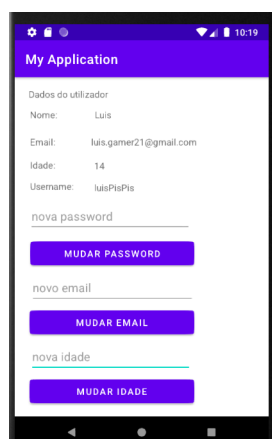 10:19
My Application
Dados do utilizador
Nome: Luis
Email: luis.gamer21@gmail.com
Idade: 14
Username: luisPisPis
nova password
MUDAR PASSWORD
novo email
MUDAR EMAIL
nova idade
MUDAR IDADE